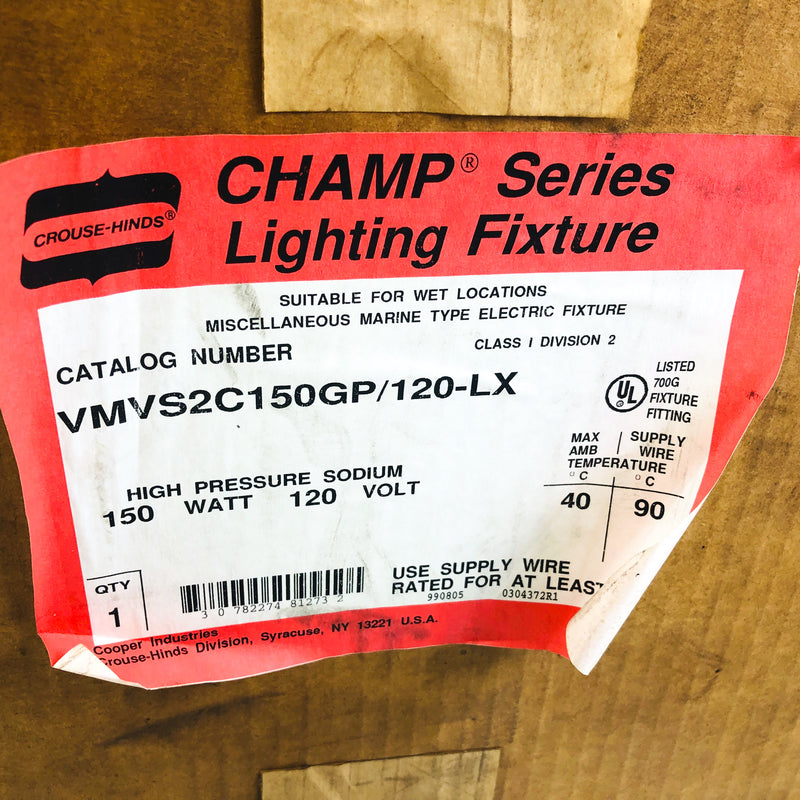 CROUSE-HINDS®
CHAMP® Series
Lighting Fixture
SUITABLE FOR WET LOCATIONS
MISCELLANEOUS MARINE TYPE ELECTRIC FIXTURE
CLASS I DIVISION 2
CATALOG NUMBER
VMVS2C150GP/120-LX
UL
LISTED
700G
FIXTURE
FITTING
HIGH PRESSURE SODIUM
150 WATT 120 VOLT
MAX AMB | SUPPLY WIRE
TEMPERATURE
°C °C
40 90
QTY
1
3 0 782274 81273 2
USE SUPPLY WIRE
RATED FOR AT LEAST
990805 0304372R1
Cooper Industries
Crouse-Hinds Division, Syracuse, NY 13221 U.S.A.